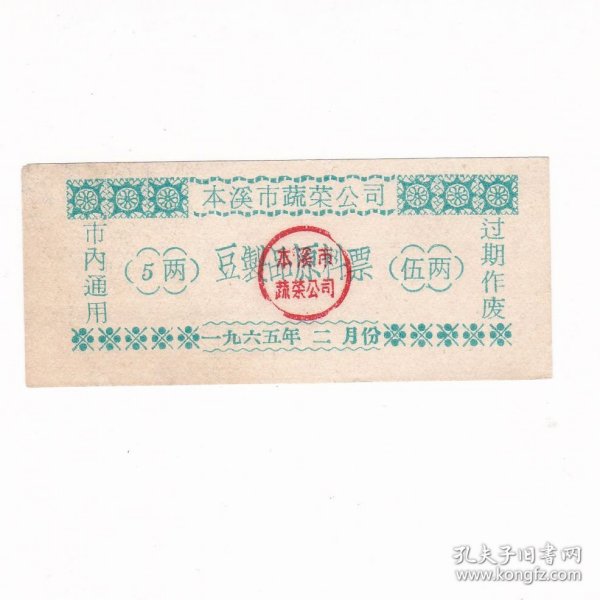 本溪市蔬菜公司
市內通用
5两
豆製品原料票
伍两
过期作废
本溪市
蔬菜公司
一九六五年 二 月份
孔夫子旧书网
www.kongfz.com